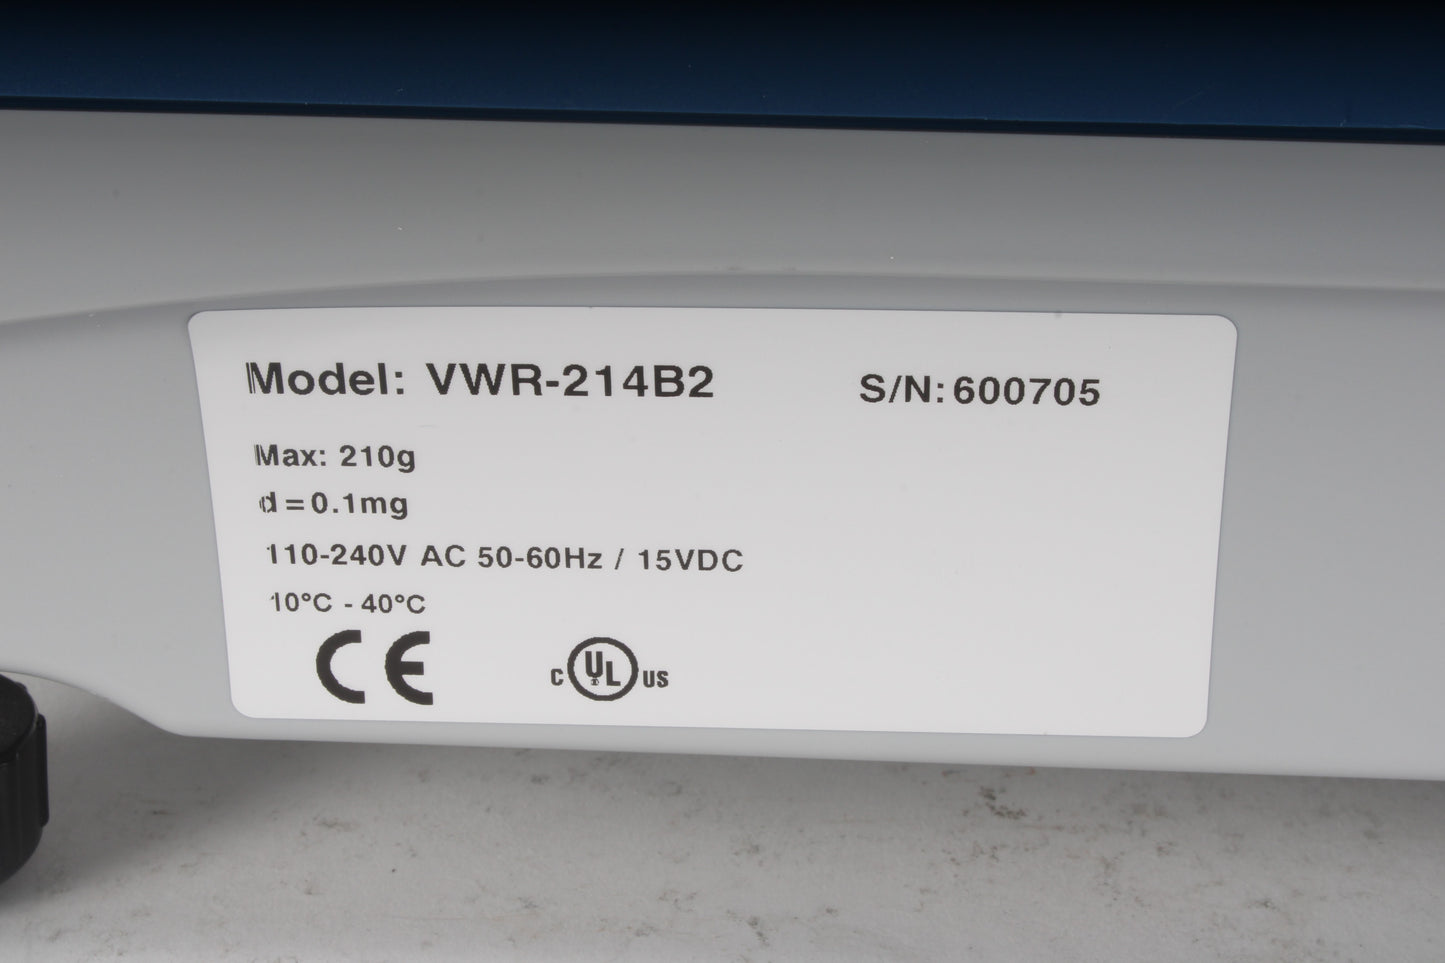 Model: VWR-214B2 S/N: 600705
Max: 210g
d=0.1mg
110-240V AC 50-60Hz / 15VDC
10°C - 40°C
CE c UL US